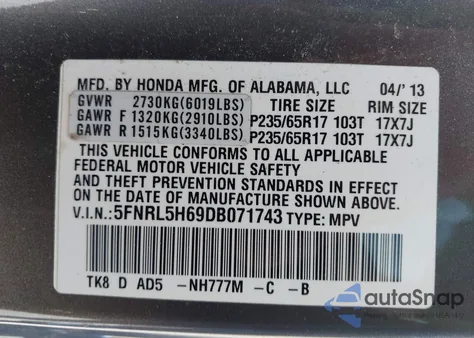 MFD. BY HONDA MFG. OF ALABAMA, LLC 04/'13
GVWR 2730KG(6019LBS) TIRE SIZE RIM SIZE
GAWR F 1320KG(2910LBS) P235/65R17 103T 17X7J
GAWR R 1515KG(3340LBS) P235/65R17 103T 17X7J
THIS VEHICLE CONFORMS TO ALL APPLICABLE
FEDERAL MOTOR VEHICLE SAFETY
AND THEFT PREVENTION STANDARDS IN EFFECT
ON THE DATE OF MANUFACTURE SHOWN ABOVE.
V.I.N.: 5FNRL5H69DB071743 TYPE: MPV
TK8 D AD5 -NH777M -C -B
autoSnap